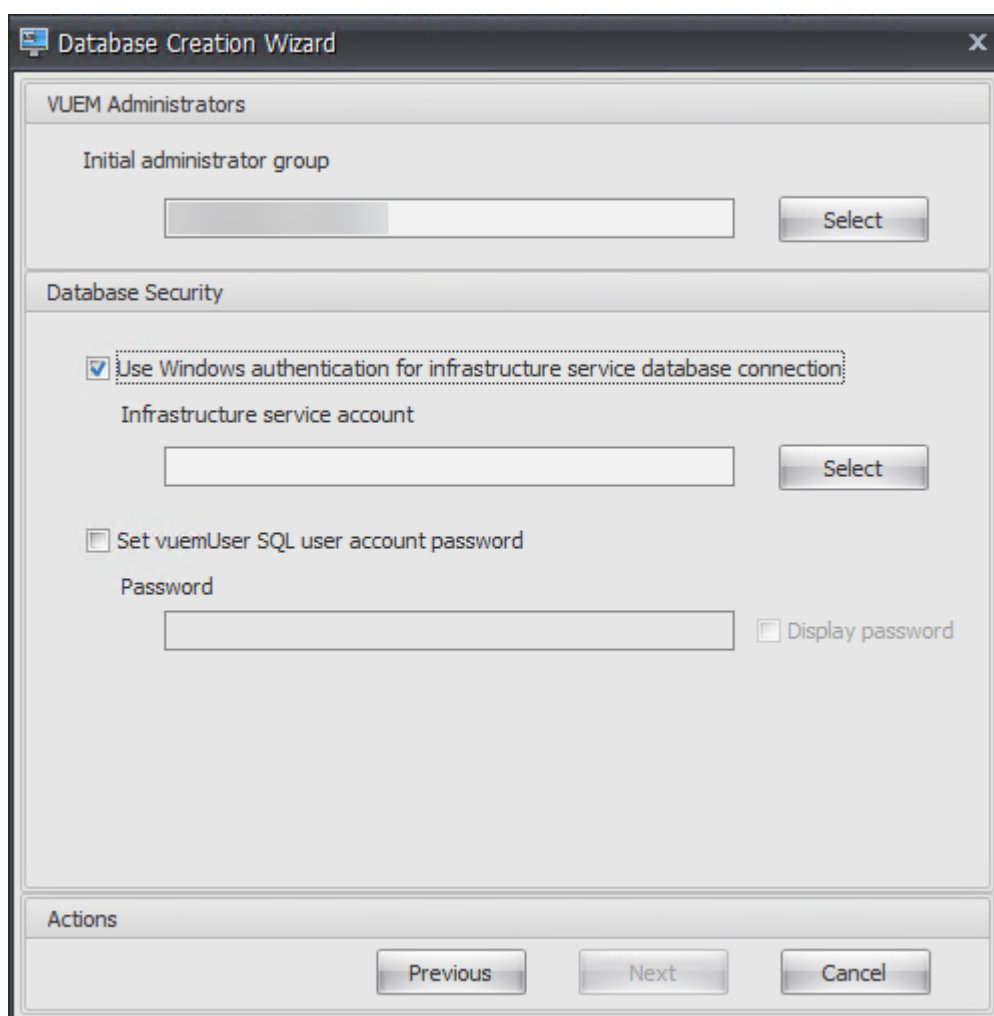 Database Creation Wizard
x
VUEM Administrators
Initial administrator group
Select
Database Security
Use Windows authentication for infrastructure service database connection
Infrastructure service account
Select
Set vuemUser SQL user account password
Password
Display password
Actions
Previous Next Cancel